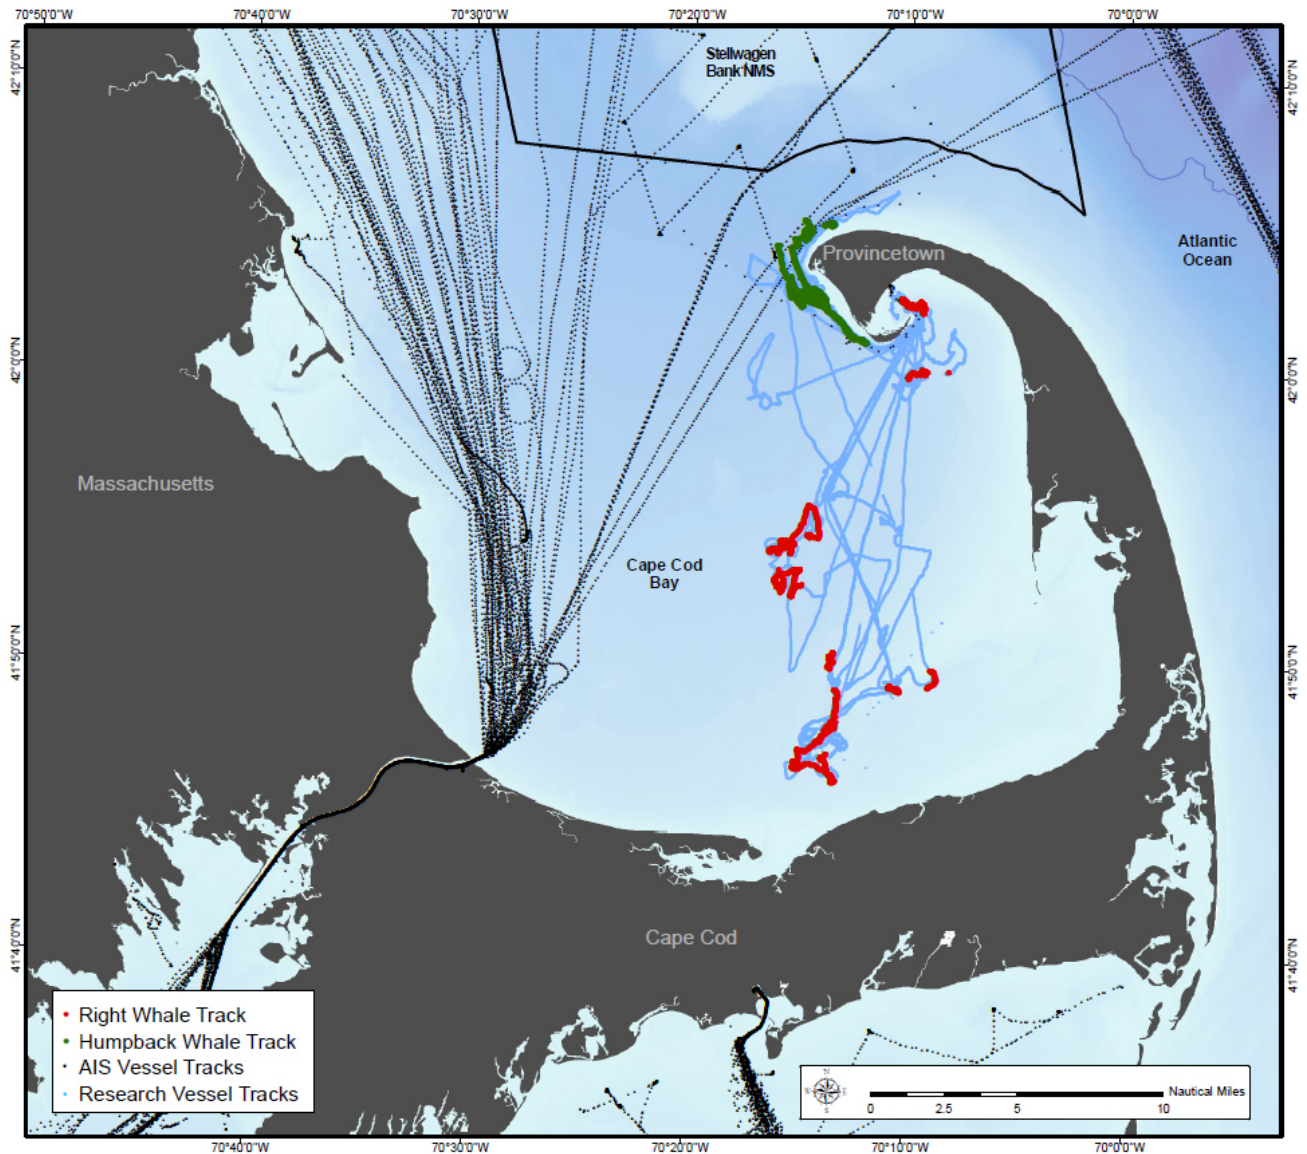 70°50'0"W 70°40'0"W 70°30'0"W 70°20'0"W 70°10'0"W 70°0'0"W
42°10'0"N
42°10'0"N
Stellwagen
Bank NMS
Atlantic
Ocean
Provincetown
42°0'0"N
42°0'0"N
Massachusetts
Cape Cod
Bay
41°50'0"N
41°50'0"N
Cape Cod
41°40'0"N
41°40'0"N
Right Whale Track
Humpback Whale Track
AIS Vessel Tracks
Research Vessel Tracks
N
W E
S
Nautical Miles
0 2.5 5 10
70°40'0"W 70°30'0"W 70°20'0"W 70°10'0"W 70°0'0"W